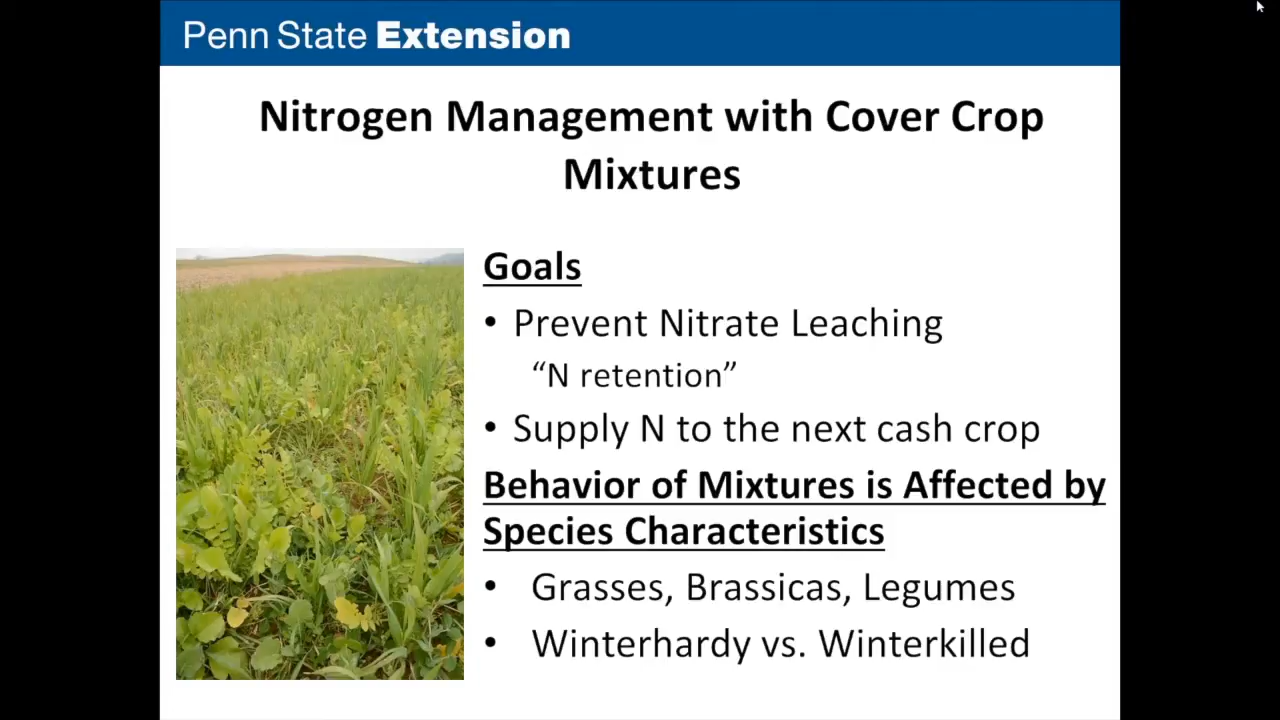 Penn State Extension
Nitrogen Management with Cover Crop
Mixtures
Goals
• Prevent Nitrate Leaching
“N retention”
• Supply N to the next cash crop
Behavior of Mixtures is Affected by
Species Characteristics
• Grasses, Brassicas, Legumes
• Winterhardy vs. Winterkilled